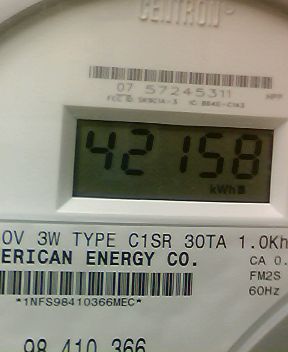 CENTRON®
07 57245311
42158
kWh
0V 3W TYPE C1SR 30TA 1.0Kh
ERICAN ENERGY CO.
CA 0.
FM2S
60Hz
*1NFS98410366MEC*
98 410 366